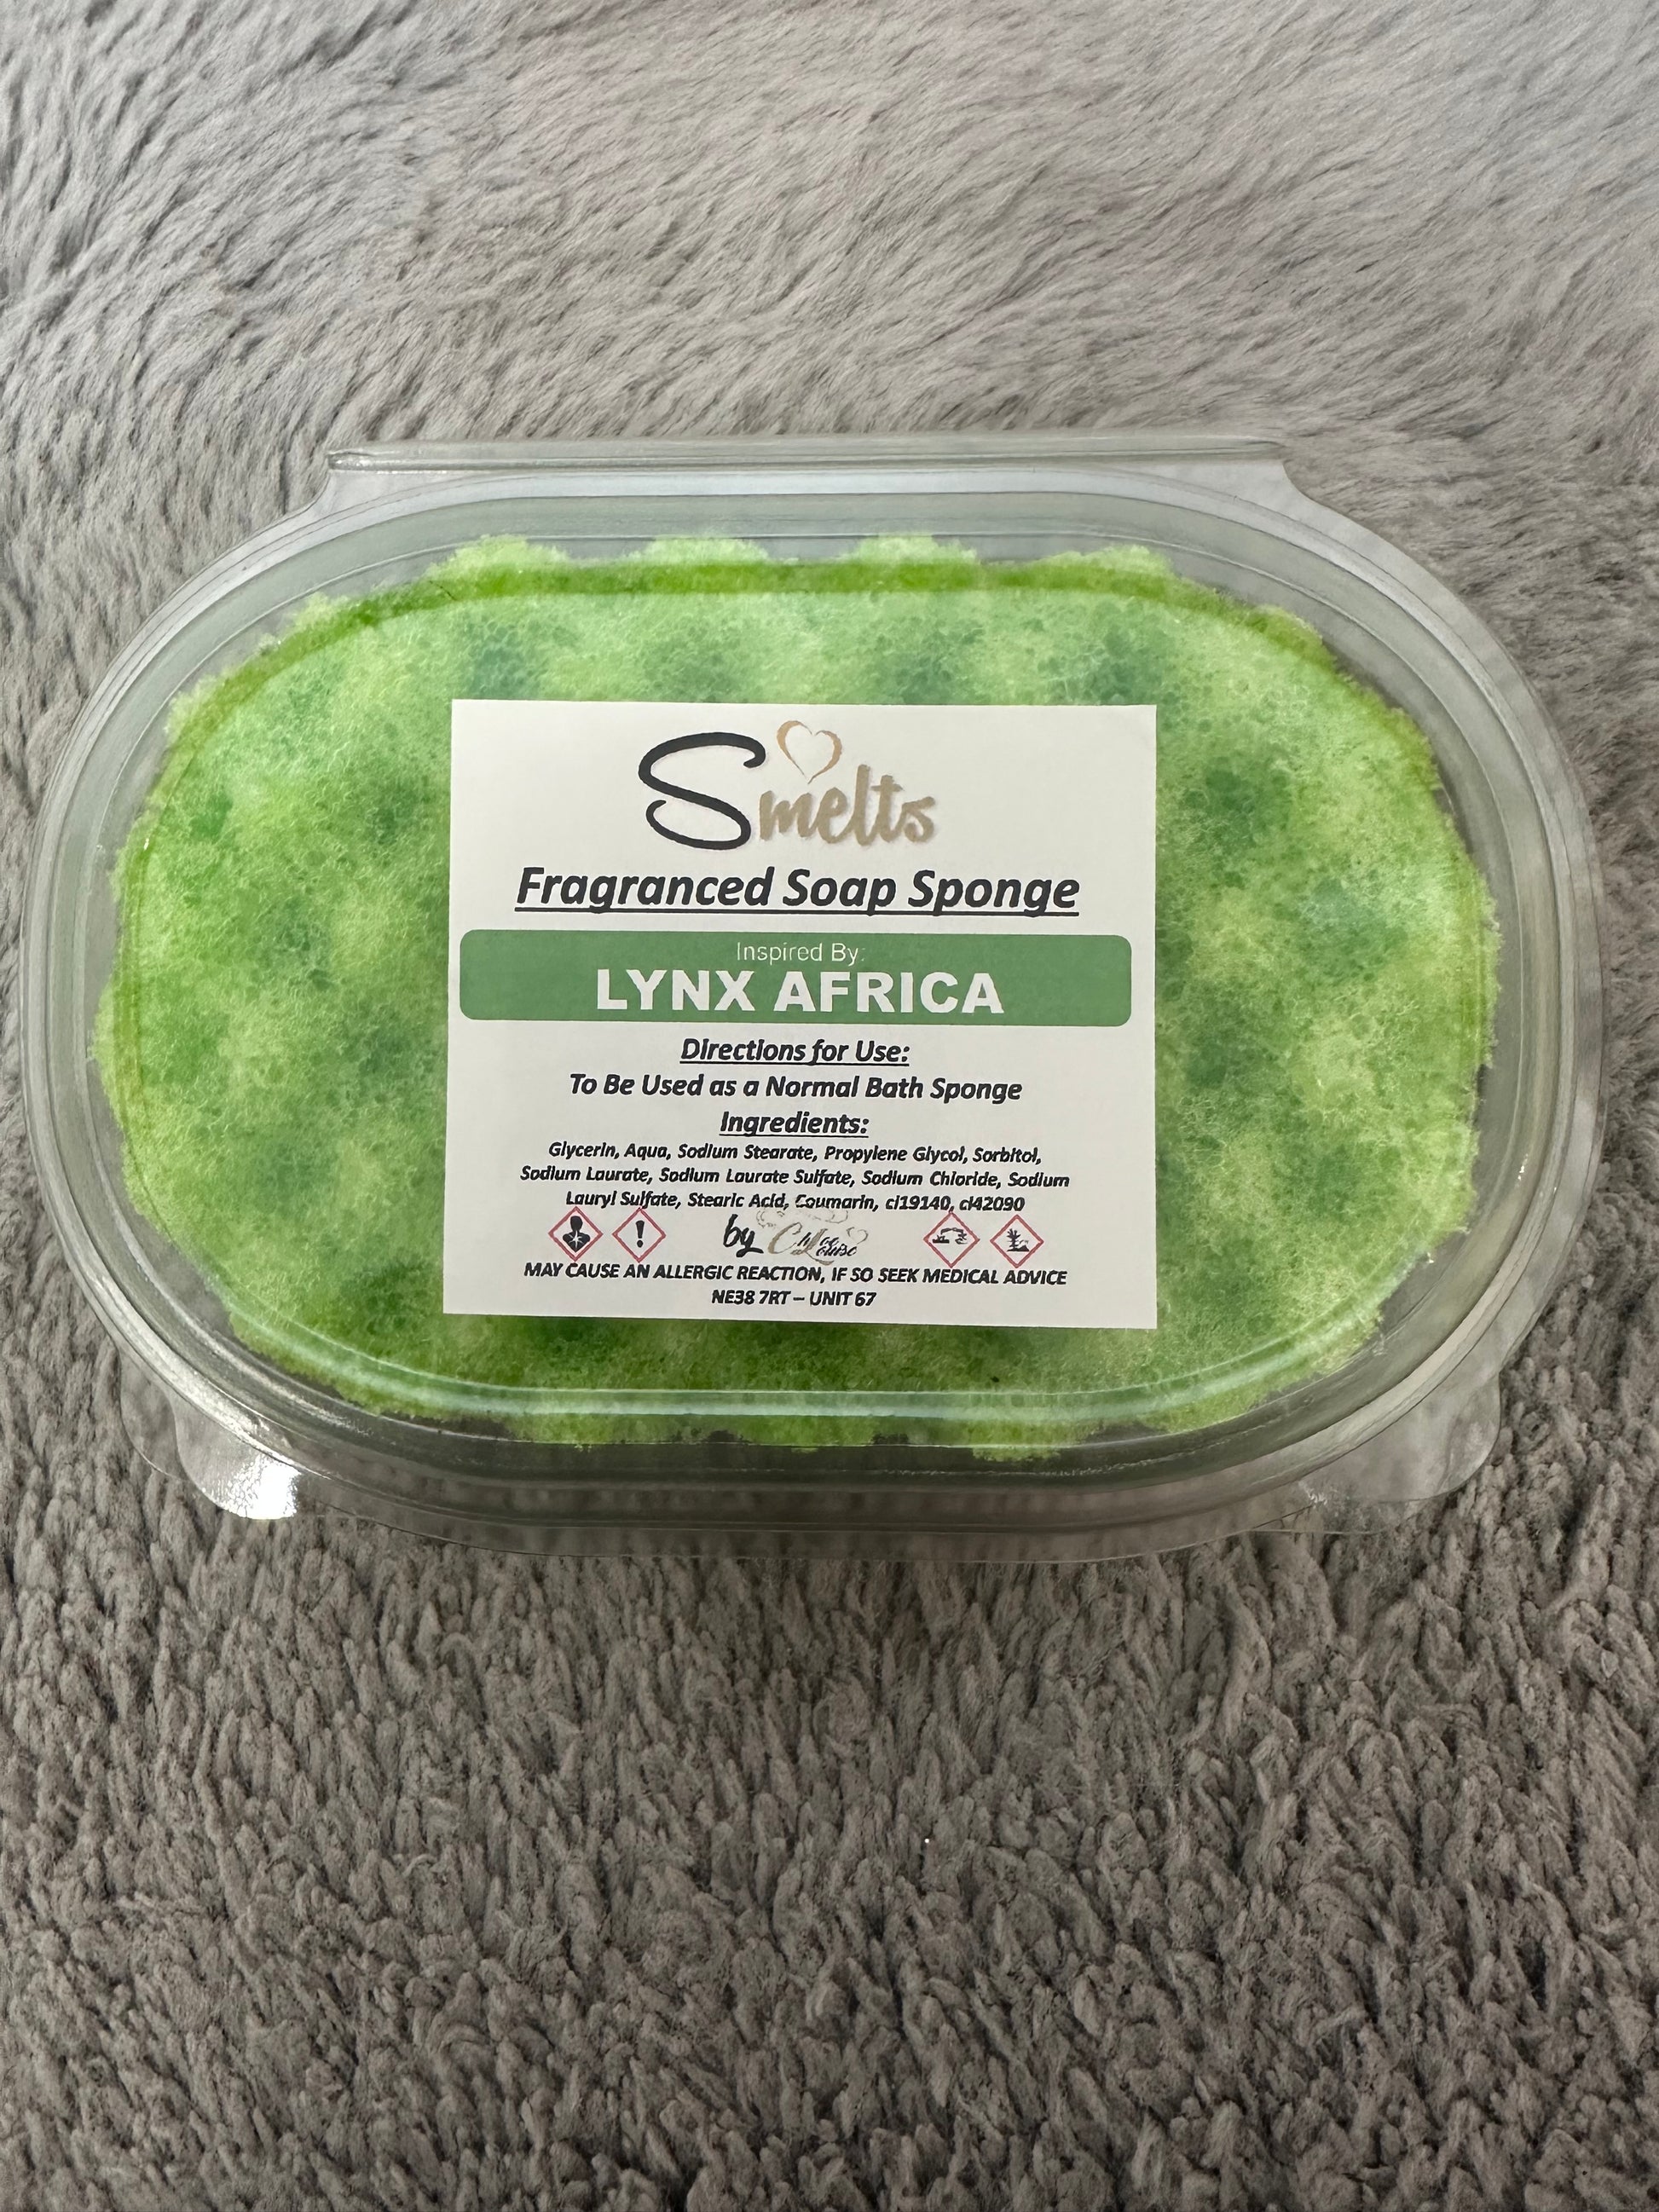 Smelts
Fragranced Soap Sponge
Inspired By:
LYNX AFRICA
Directions for Use:
To Be Used as a Normal Bath Sponge
Ingredients:
Glycerin, Aqua, Sodium Stearate, Propylene Glycol, Sorbitol,
Sodium Laurate, Sodium Laurate Sulfate, Sodium Chloride, Sodium
Lauryl Sulfate, Stearic Acid, Coumarin, ci19140, ci42090
by Chloe Louise
MAY CAUSE AN ALLERGIC REACTION, IF SO SEEK MEDICAL ADVICE
NE38 7RT – UNIT 67